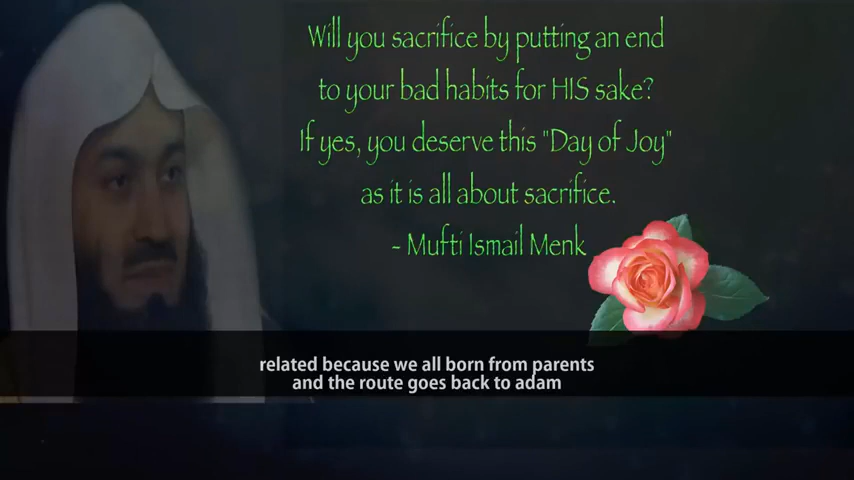 Will you sacrifice by putting an end
to your bad habits for HIS sake?
If yes, you deserve this "Day of Joy"
as it is all about sacrifice.
- Mufti Ismail Menk
related because we all born from parents
and the route goes back to adam